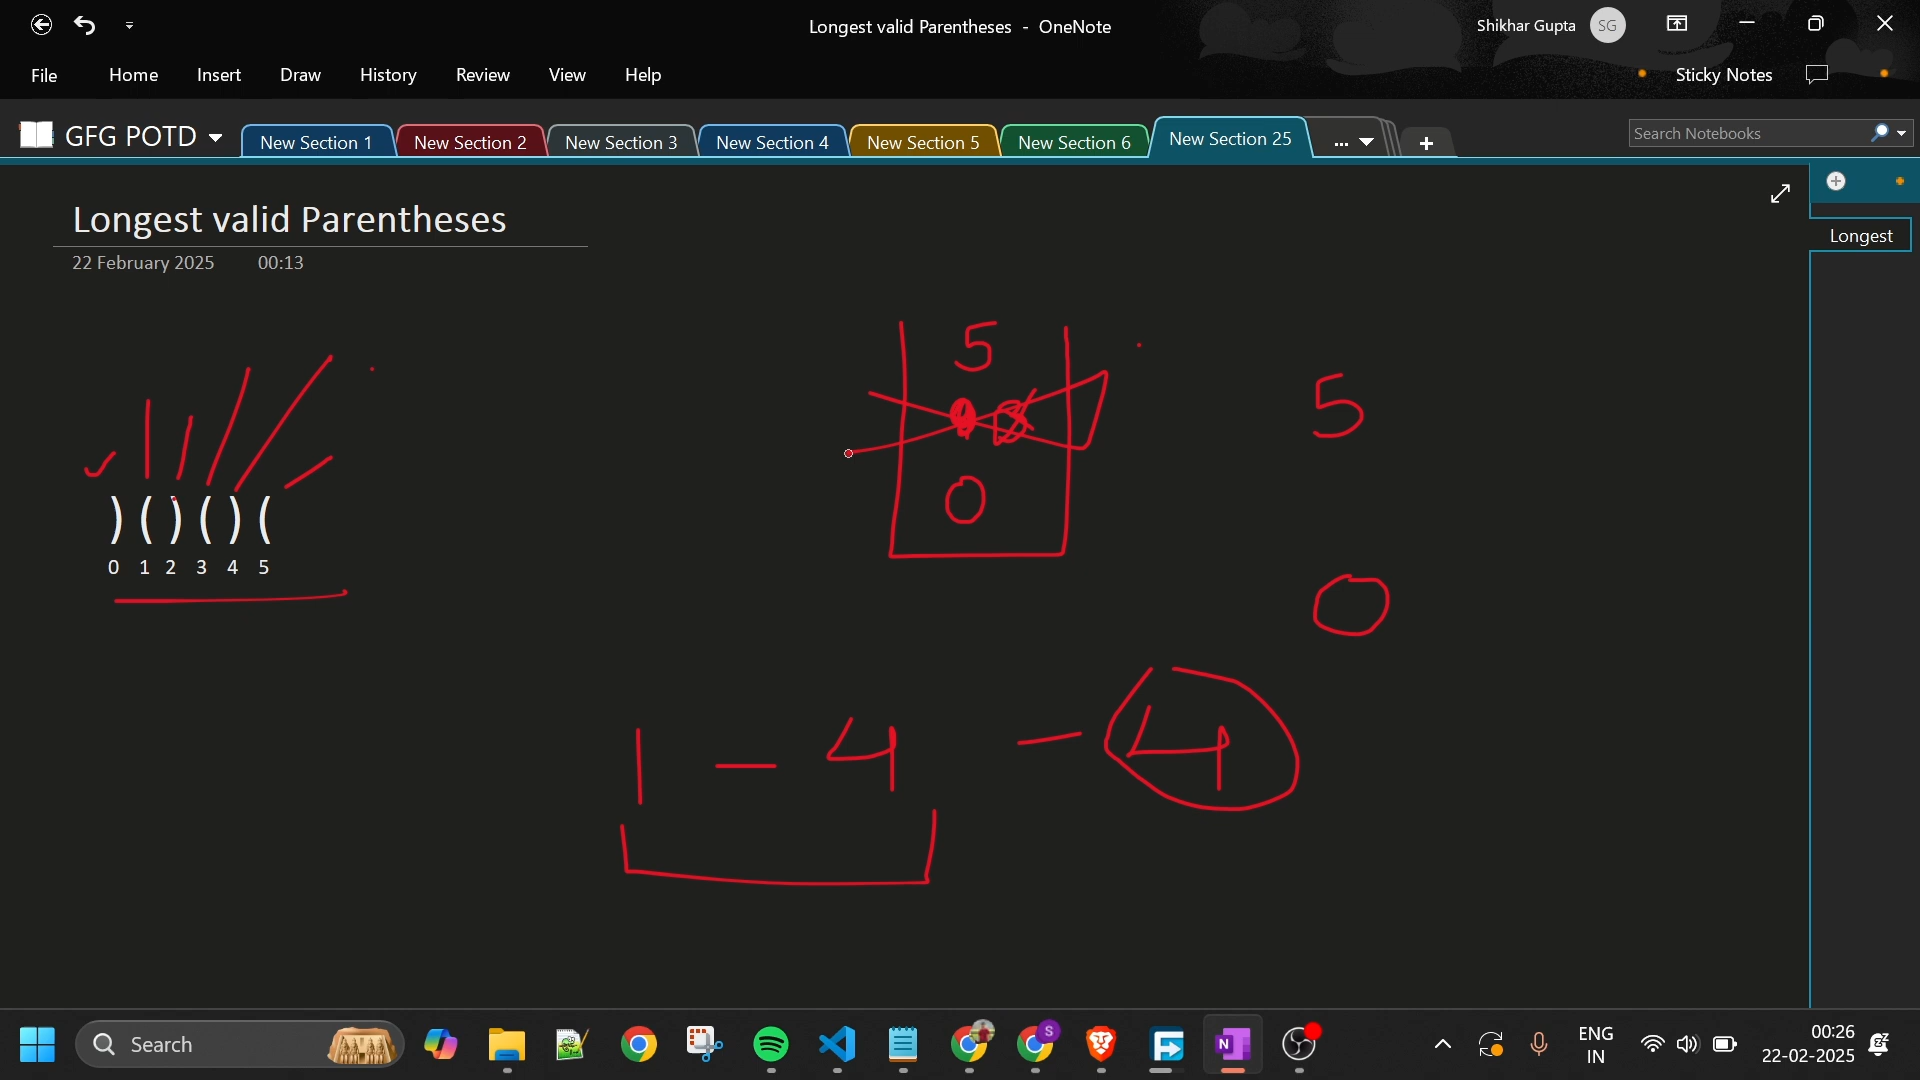 Longest valid Parentheses - OneNote
Shikhar Gupta SG
File Home Insert Draw History Review View Help
Sticky Notes
GFG POTD
New Section 1 New Section 2 New Section 3 New Section 4 New Section 5 New Section 6 New Section 25 ... +
Search Notebooks
Longest valid Parentheses
Longest
22 February 2025 00:13
5
5
0
) ( ) ( ) (
0 1 2 3 4 5
0
1 - 4 - 4
Search
S
N
ENG
IN
00:26
22-02-2025